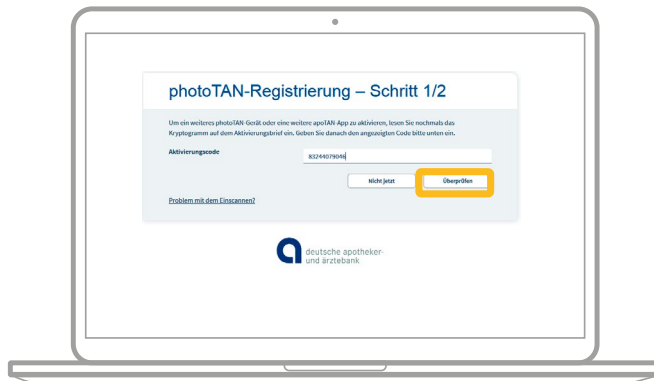 photoTAN-Registrierung – Schritt 1/2
Um ein weiteres photoTAN-Gerät oder eine weitere apoTAN-App zu aktivieren, lesen Sie nochmals das
Kryptogramm auf dem Aktivierungsbrief ein. Geben Sie danach den angezeigten Code bitte unten ein.
Aktivierungscode
83244079046
Nicht jetzt
Überprüfen
Problem mit dem Einscannen?
deutsche apotheker-
und ärztebank